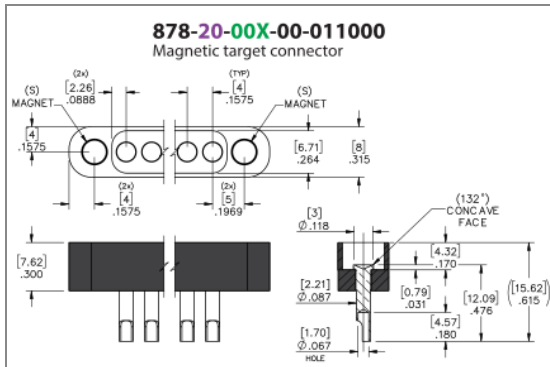 878-20-00X-00-011000
Magnetic target connector
(S)
MAGNET
(2x)
[2.26]
.0888
(TYP)
[4]
.1575
(S)
MAGNET
[4]
.1575
[6.71]
.264
[8]
.315
(2x)
[4]
.1575
(2x)
[5]
.1969
(132°)
CONCAVE
FACE
[3]
Ø.118
[7.62]
.300
[4.32]
.170
[2.21]
Ø.087
[0.79]
.031
[12.09]
.476
([15.62]
.615)
[1.70]
Ø.067
HOLE
[4.57]
.180